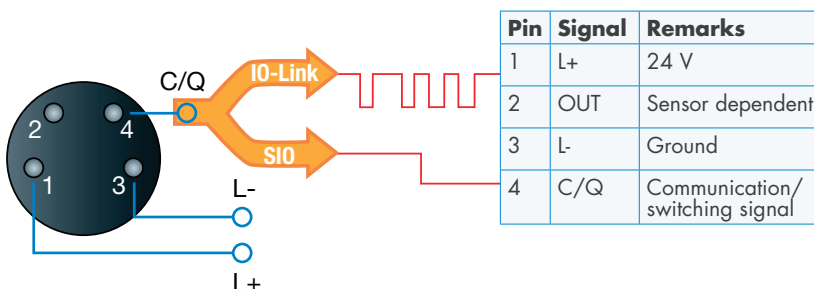 C/Q
IO-Link
SIO
2
4
1
3
L-
L+
Pin Signal Remarks
1 L+ 24 V
2 OUT Sensor dependent
3 L- Ground
4 C/Q Communication/
switching signal